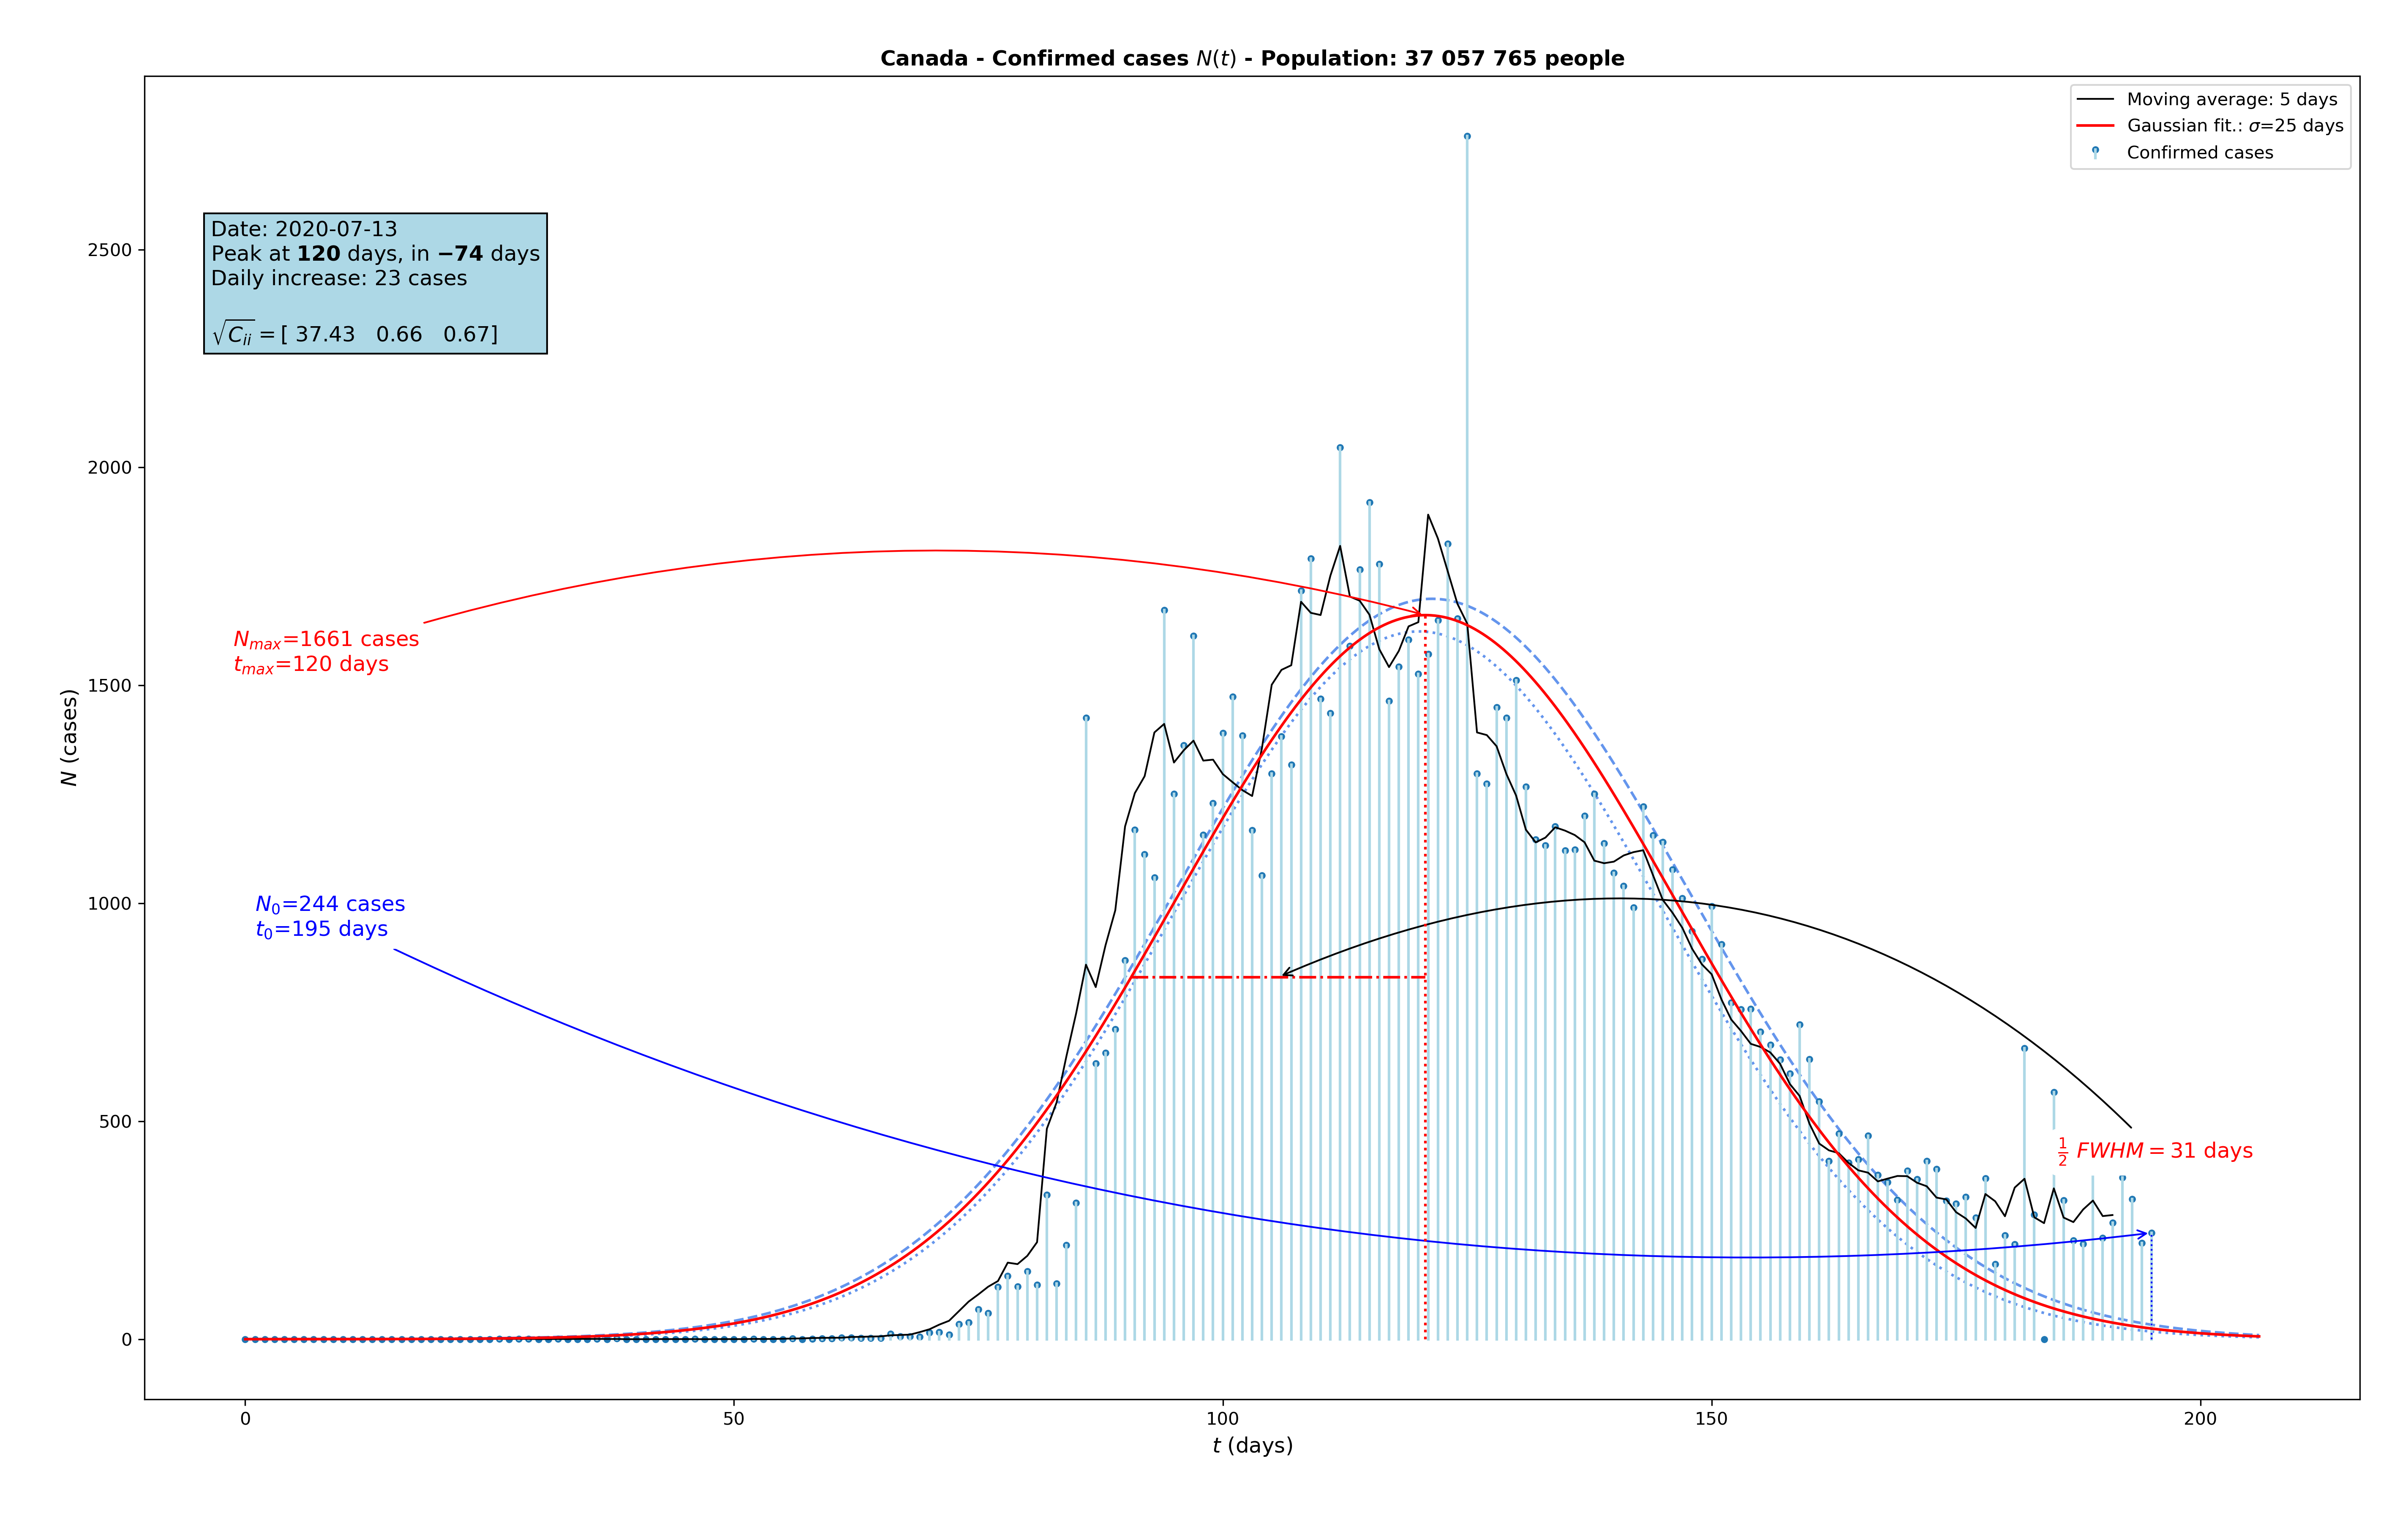 Canada - Confirmed cases N(t) - Population: 37 057 765 people
Moving average: 5 days
Gaussian fit.: σ=25 days
Confirmed cases
Date: 2020-07-13
Peak at 120 days, in −74 days
Daily increase: 23 cases
√C_ii = [ 37.43 0.66 0.67]
N_max=1661 cases
t_max=120 days
N_0=244 cases
t_0=195 days
½ FWHM = 31 days
N (cases)
2500
2000
1500
1000
500
0
0 50 100 150 200
t (days)